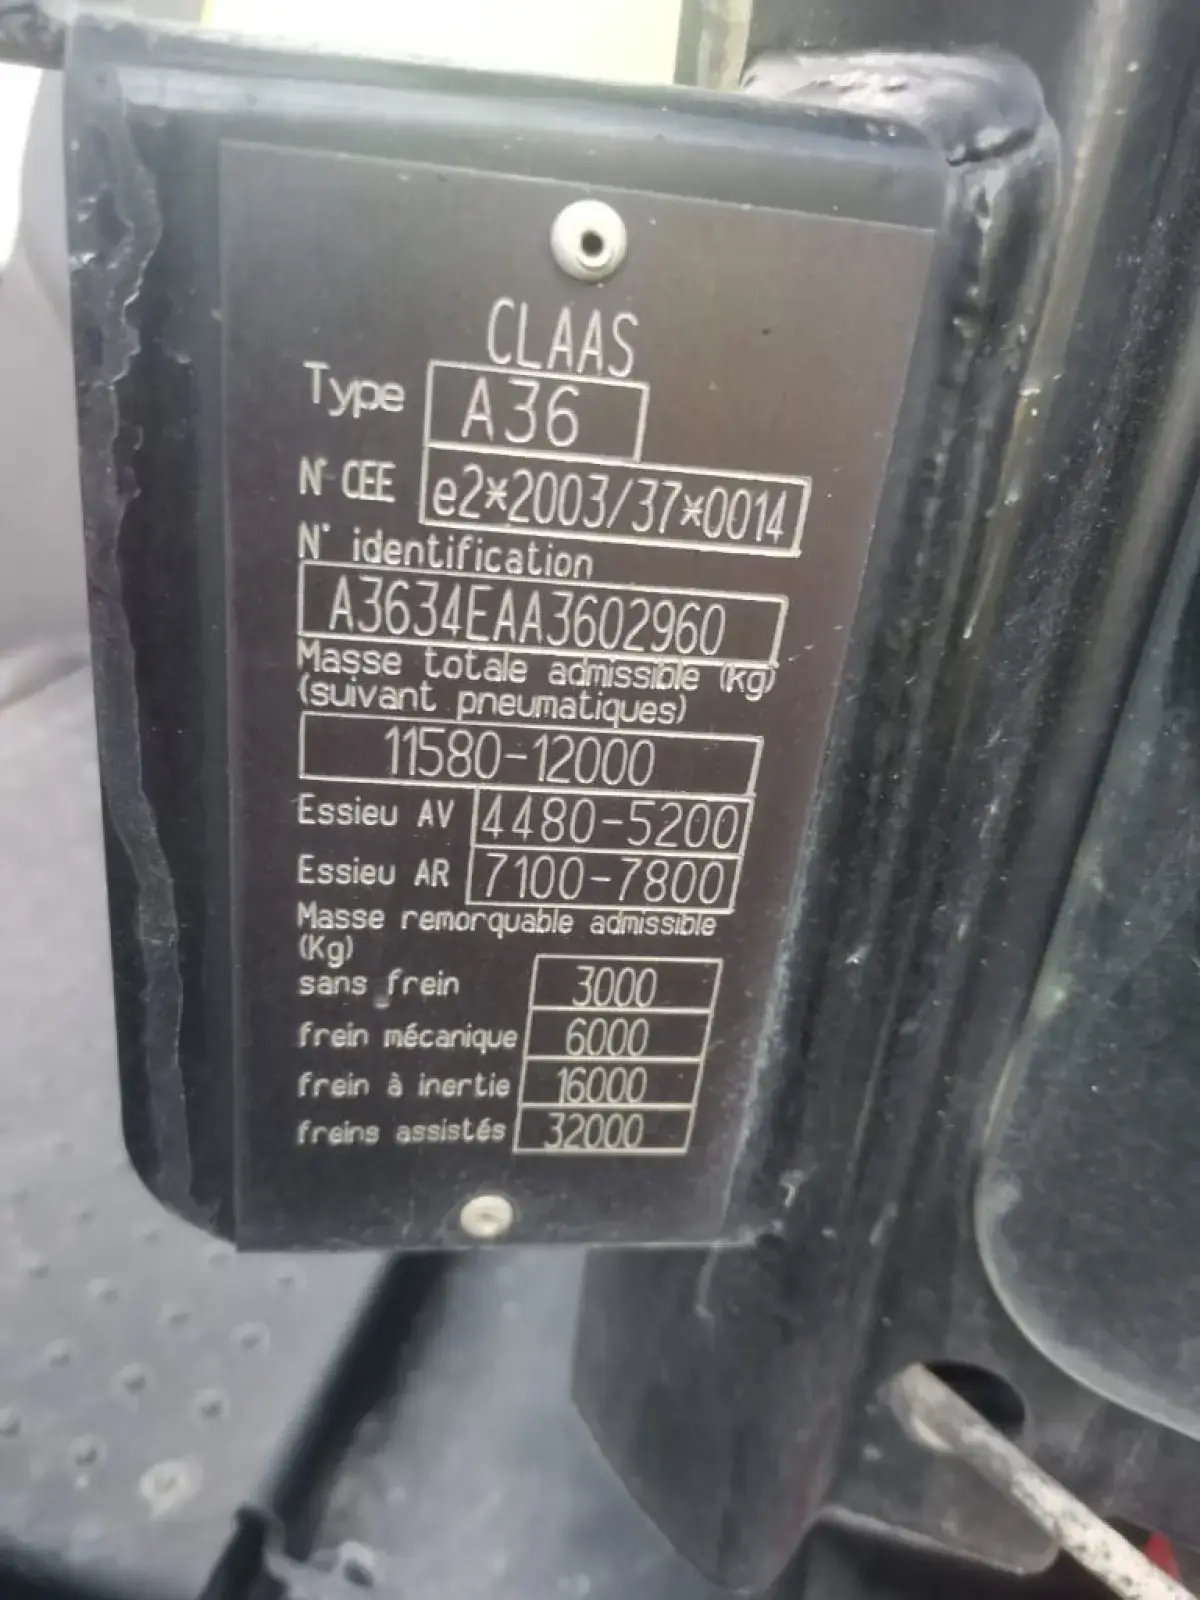 CLAAS
Type A36
N° CEE e2*2003/37*0014
N° identification
A3634EAA3602960
Masse totale admissible (Kg)
(suivant pneumatiques)
11580-12000
Essieu AV 4480-5200
Essieu AR 7100-7800
Masse remorquable admissible
(Kg)
sans frein 3000
frein mécanique 6000
frein à inertie 16000
freins assistés 32000